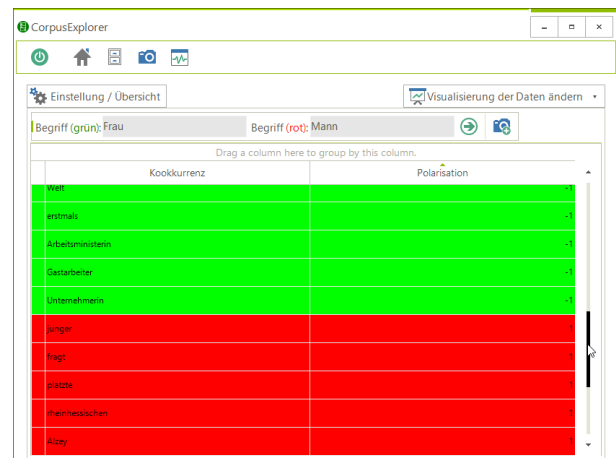 CorpusExplorer
Einstellung / Übersicht
Visualisierung der Daten ändern
Begriff (grün): Frau Begriff (rot): Mann
Drag a column here to group by this column.
Kookkurrenz Polarisation
Welt -1
erstmals -1
Arbeitsministerin -1
Gastarbeiter -1
Unternehmerin -1
junger 1
fragt 1
platzte 1
rheinhessischen 1
Alzey 1